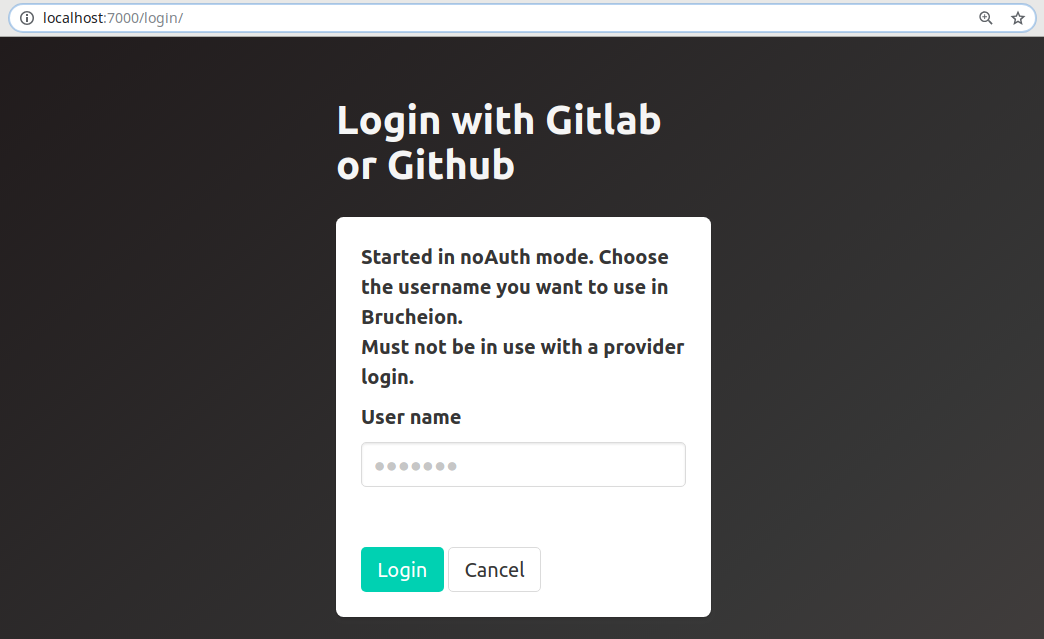 localhost:7000/login/
Login with Gitlab
or Github
Started in noAuth mode. Choose
the username you want to use in
Brucheion.
Must not be in use with a provider
login.
User name
●●●●●●●
Login Cancel